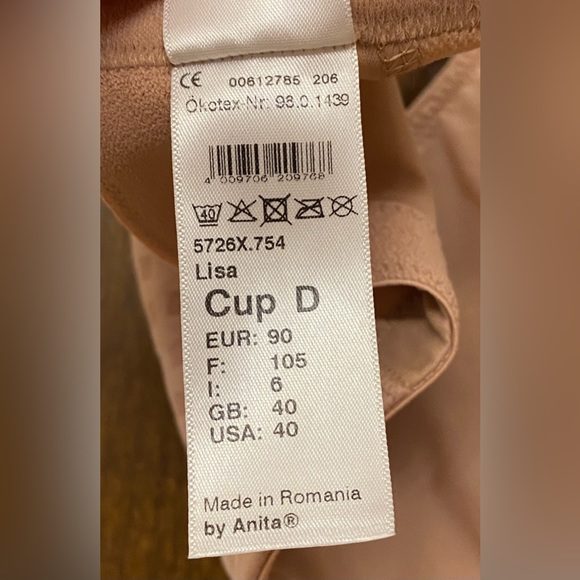 CE 00612785 206
Ökotex-Nr: 98.0.1439
4 009706 209768
40
5726X.754
Lisa
Cup D
EUR: 90
F: 105
I: 6
GB: 40
USA: 40
Made in Romania
by Anita®